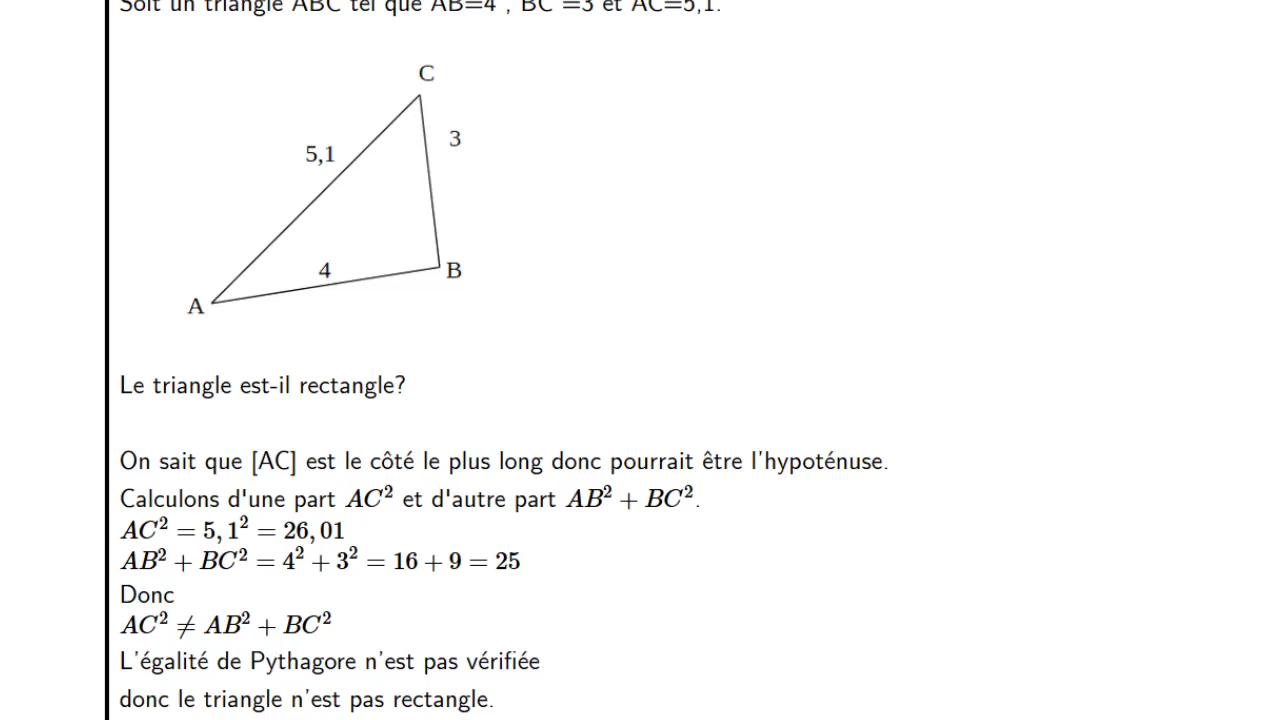 Soit un triangle ABC tel que AB=4 , BC =3 et AC=5,1.
C
3
5,1
4
B
A
Le triangle est-il rectangle?
On sait que [AC] est le côté le plus long donc pourrait être l'hypoténuse.
Calculons d'une part AC² et d'autre part AB² + BC².
AC² = 5, 1² = 26, 01
AB² + BC² = 4² + 3² = 16 + 9 = 25
Donc
AC² ≠ AB² + BC²
L'égalité de Pythagore n'est pas vérifiée
donc le triangle n'est pas rectangle.